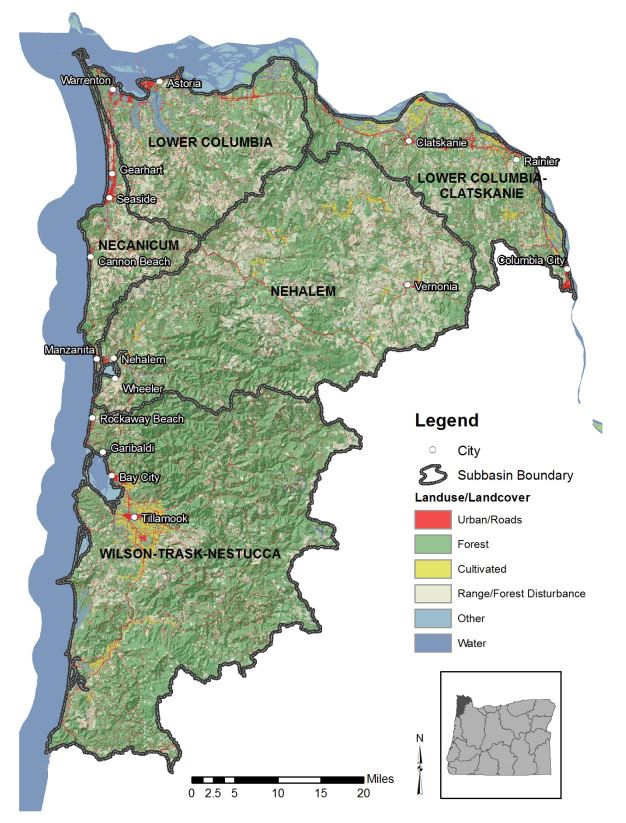 Warrenton
Astoria
LOWER COLUMBIA
Clatskanie
Rainier
LOWER COLUMBIA-
CLATSKANIE
Gearhart
Seaside
NECANICUM
Cannon Beach
Columbia City
NEHALEM
Vernonia
Manzanita
Nehalem
Wheeler
Rockaway Beach
Garibaldi
Bay City
Tillamook
WILSON-TRASK-NESTUCCA
Legend
City
Subbasin Boundary
Landuse/Landcover
Urban/Roads
Forest
Cultivated
Range/Forest Disturbance
Other
Water
N
Miles
0 2.5 5 10 15 20